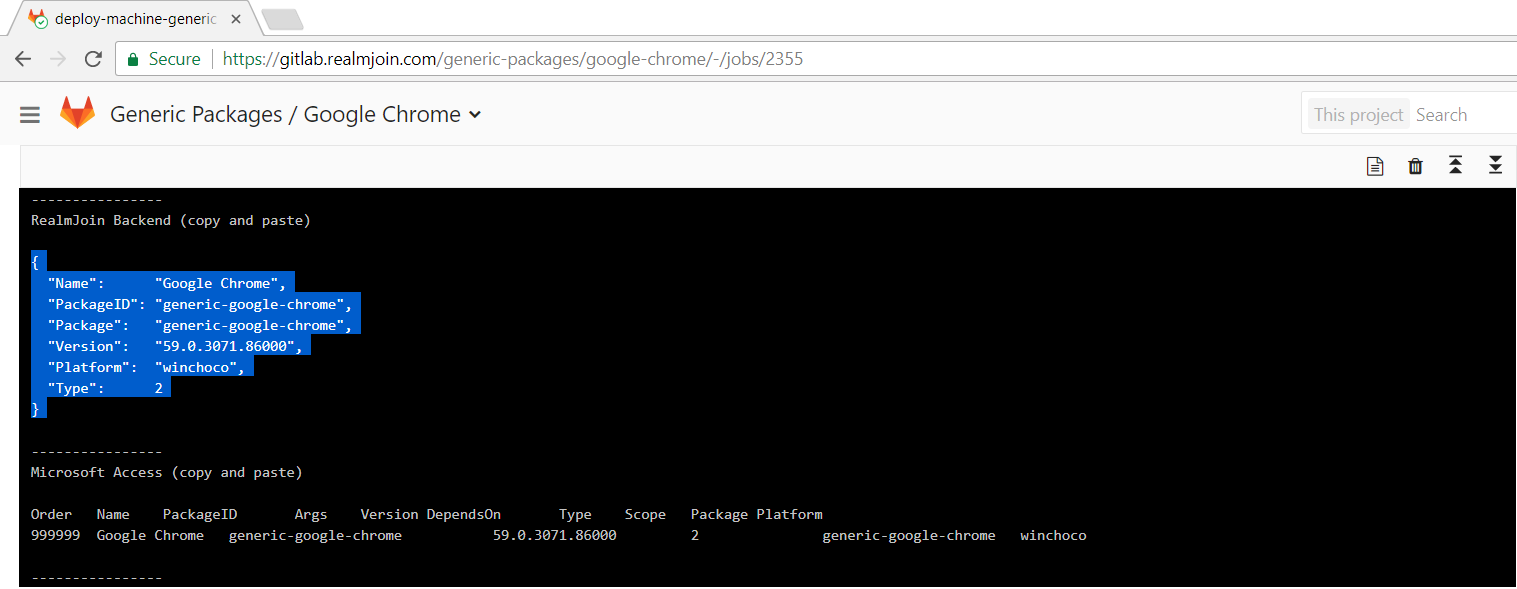 deploy-machine-generic
Secure https://gitlab.realmjoin.com/generic-packages/google-chrome/-/jobs/2355
Generic Packages / Google Chrome
This project Search
----------------
RealmJoin Backend (copy and paste)
{
"Name": "Google Chrome",
"PackageID": "generic-google-chrome",
"Package": "generic-google-chrome",
"Version": "59.0.3071.86000",
"Platform": "winchoco",
"Type": 2
}
----------------
Microsoft Access (copy and paste)
Order Name PackageID Args Version DependsOn Type Scope Package Platform
999999 Google Chrome generic-google-chrome 59.0.3071.86000 2 generic-google-chrome winchoco
----------------